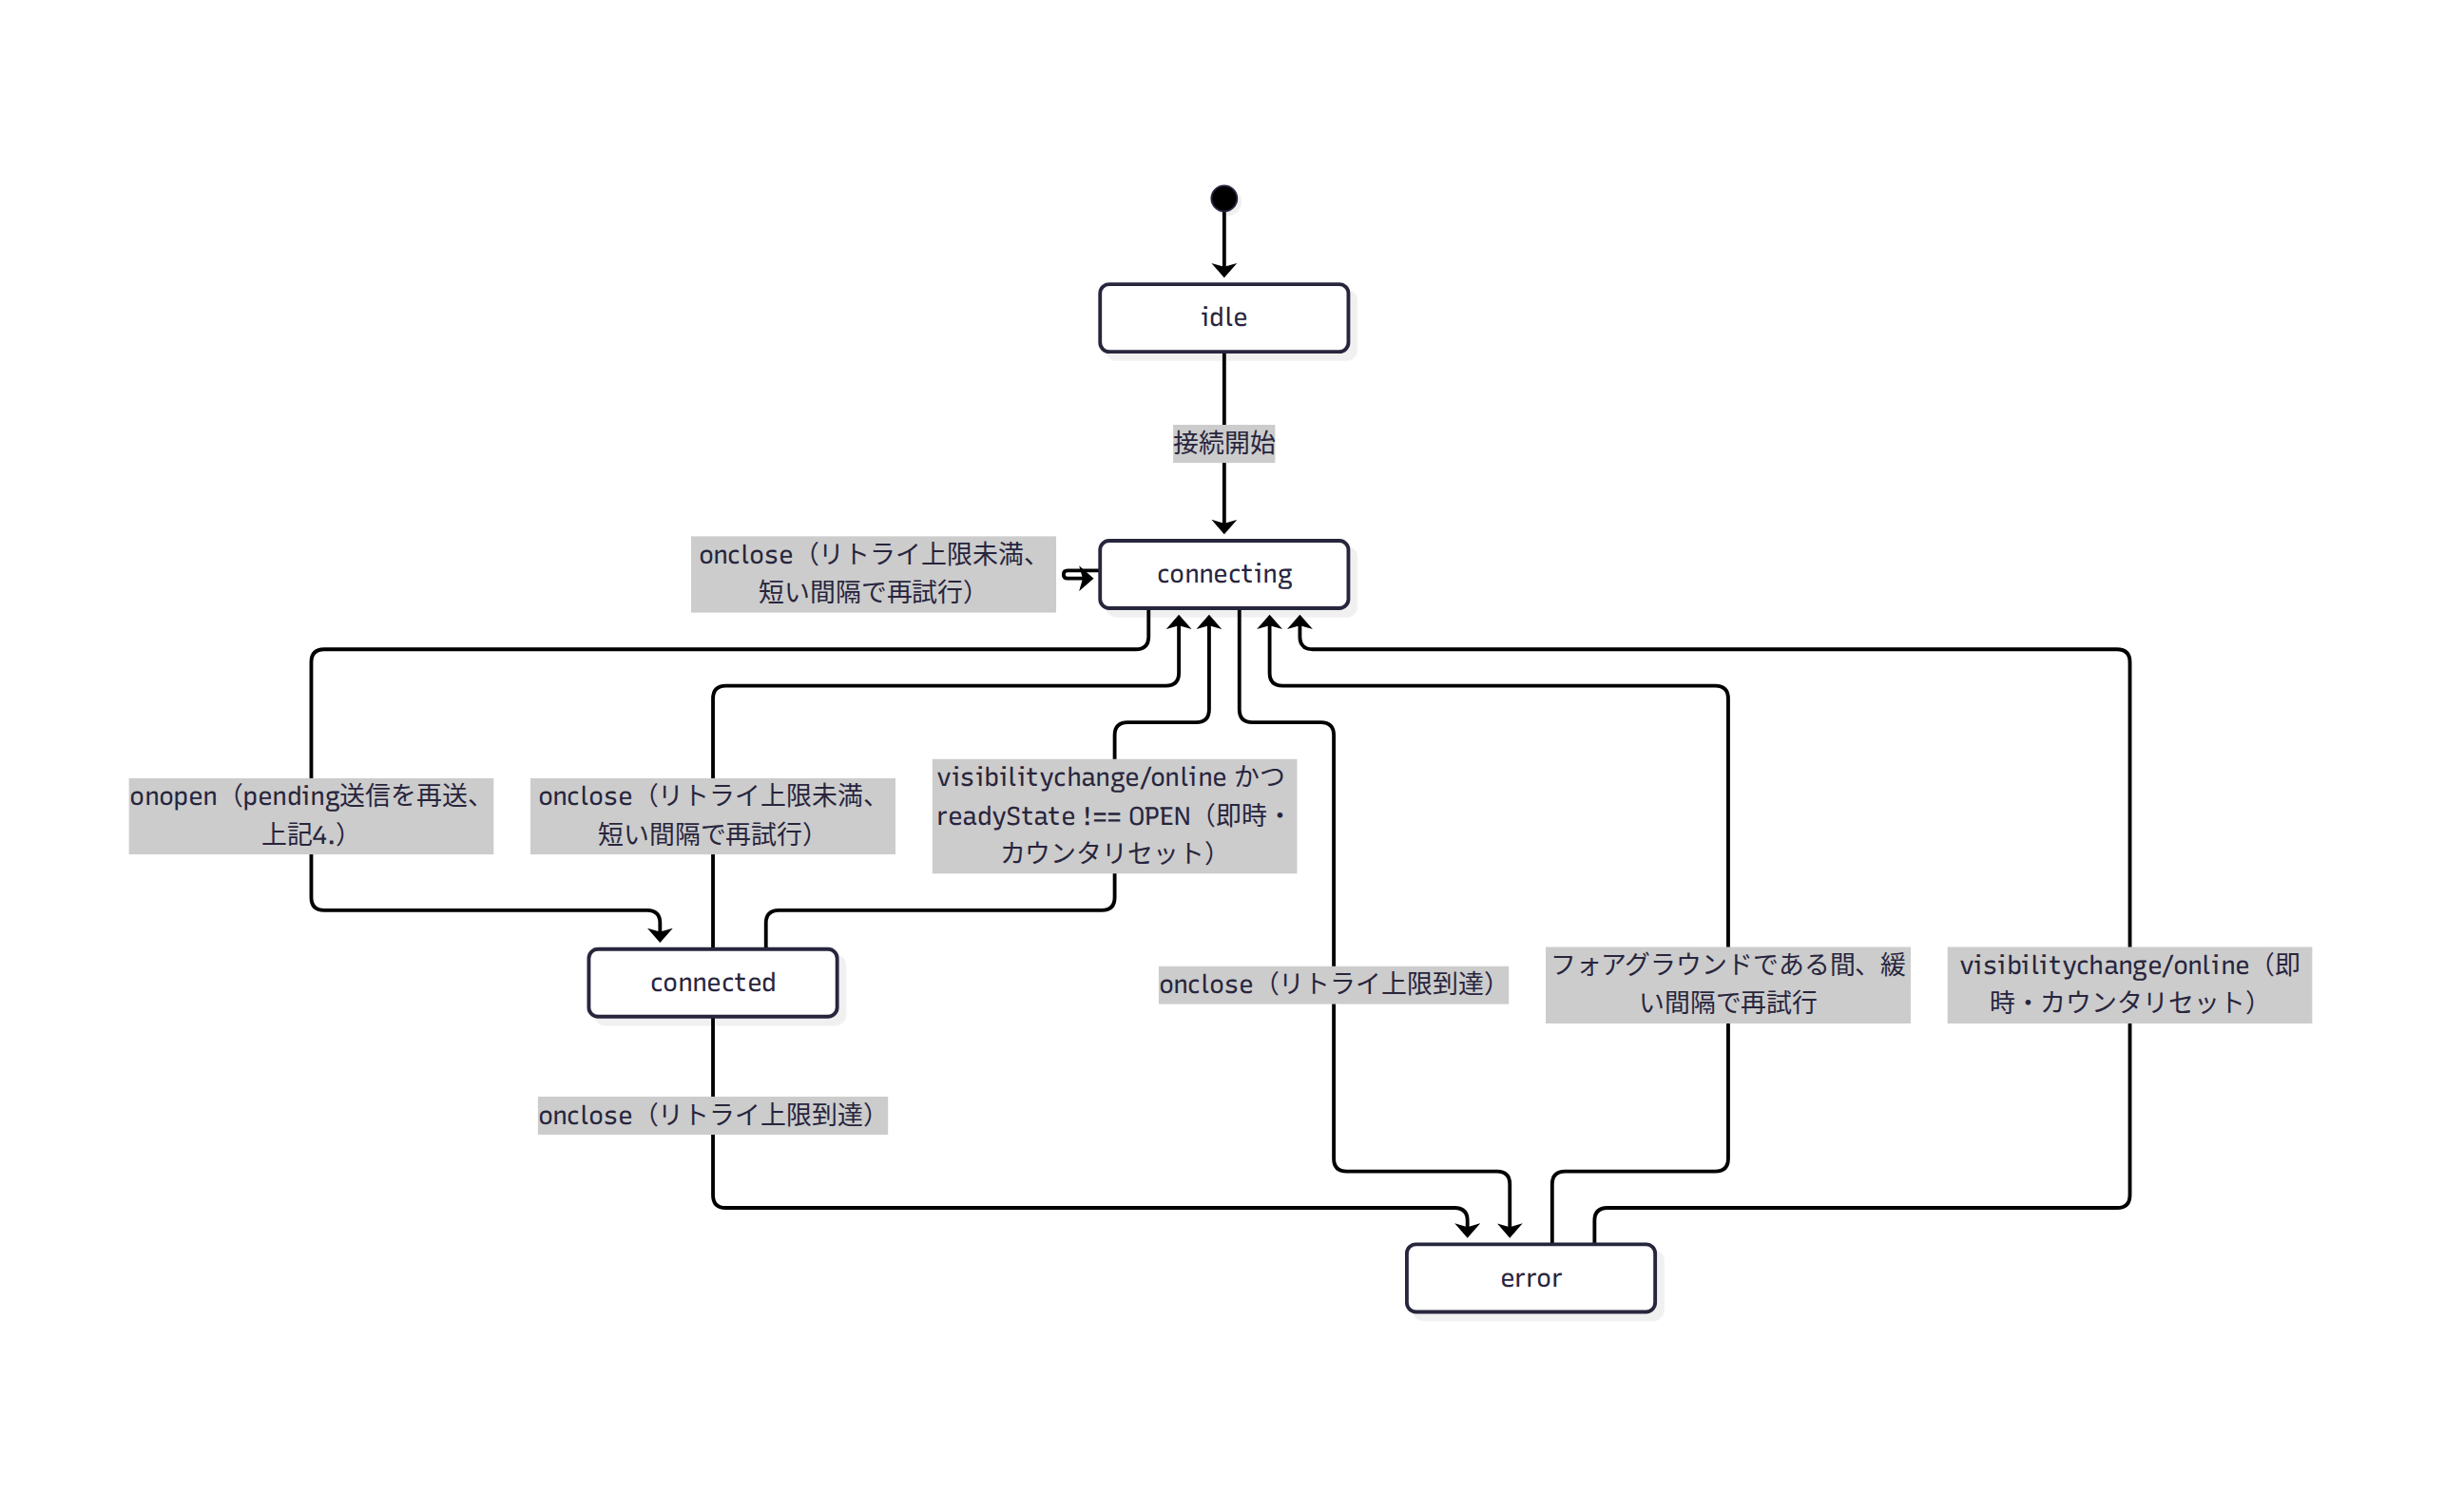 idle
接続開始
onclose（リトライ上限未満、
短い間隔で再試行）
connecting
onopen（pending送信を再送、
上記4.）
onclose（リトライ上限未満、
短い間隔で再試行）
visibilitychange/online かつ
readyState !== OPEN（即時・
カウンタリセット）
connected
onclose（リトライ上限到達）
フォアグラウンドである間、緩
い間隔で再試行
visibilitychange/online（即
時・カウンタリセット）
onclose（リトライ上限到達）
error